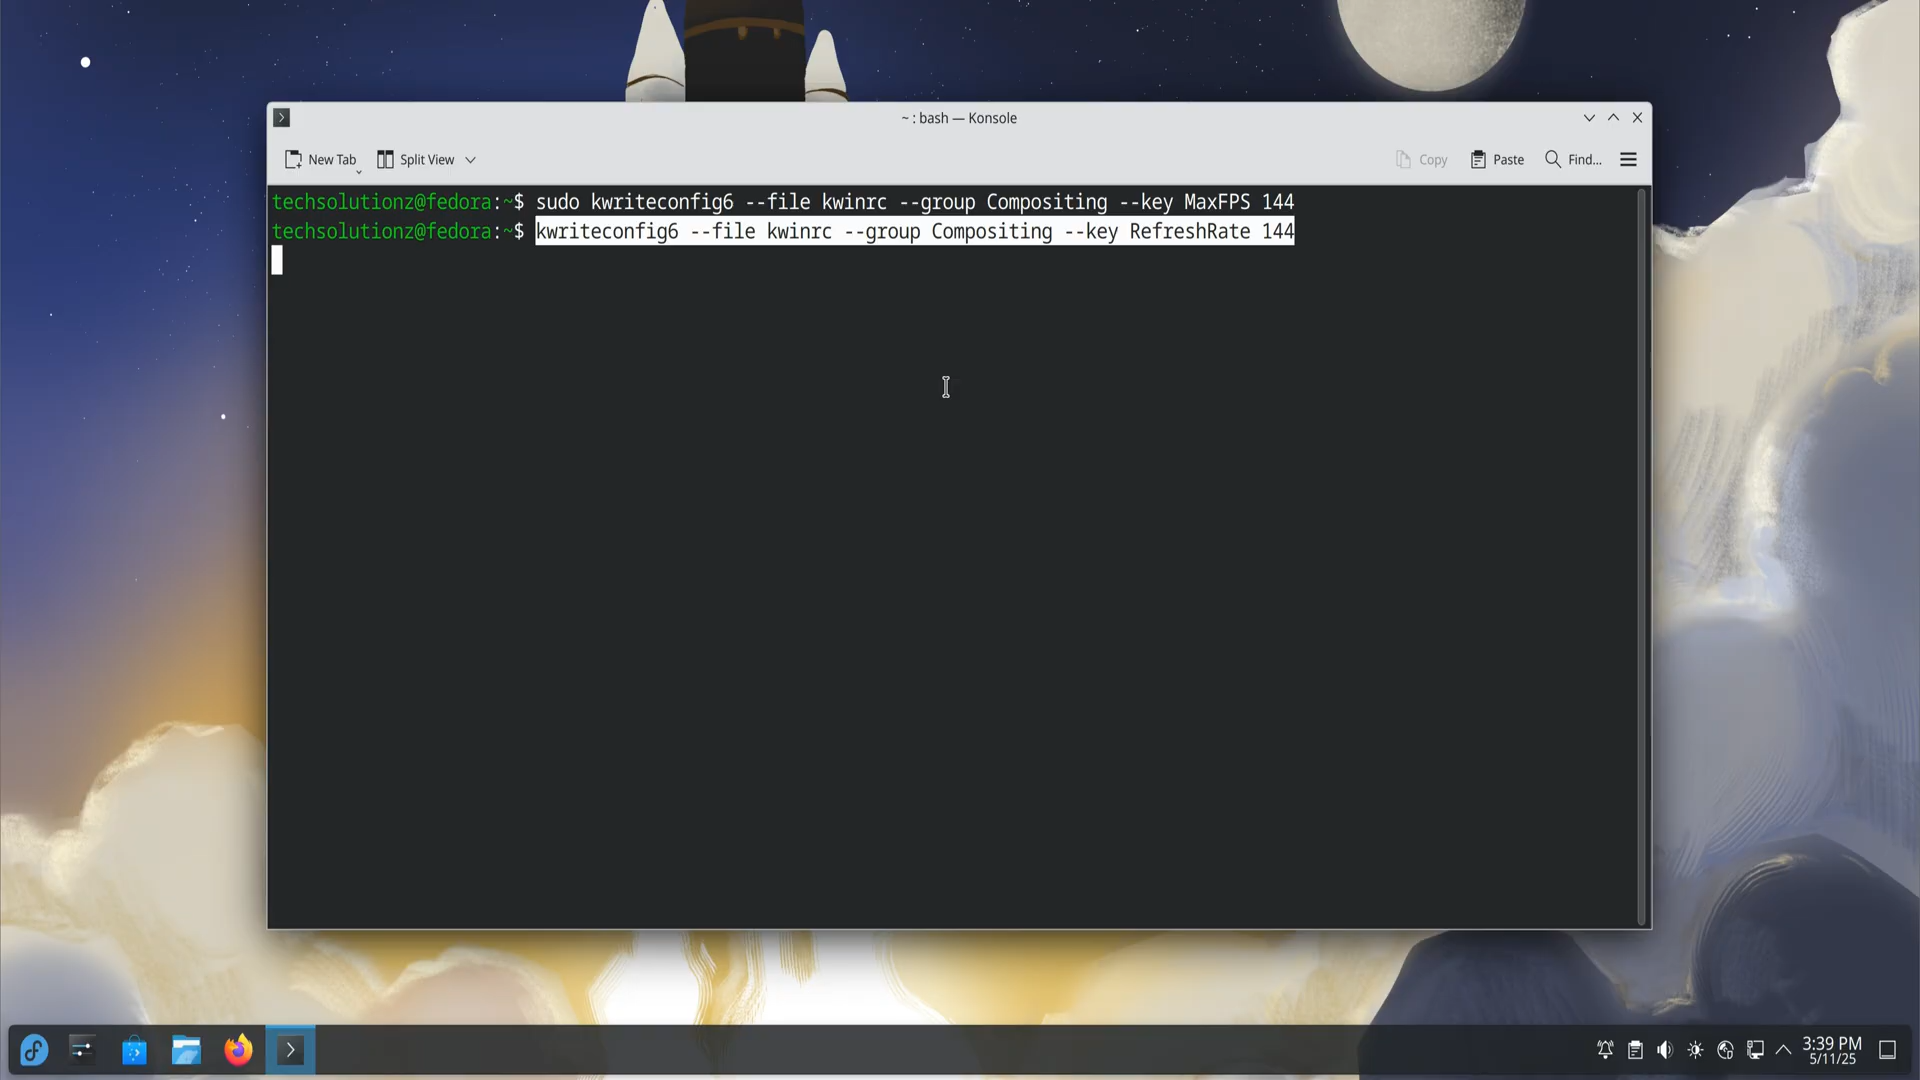 ~ : bash — Konsole
New Tab
Split View
Copy
Paste
Find...
techsolutionz@fedora:~$ sudo kwriteconfig6 --file kwinrc --group Compositing --key MaxFPS 144
techsolutionz@fedora:~$ kwriteconfig6 --file kwinrc --group Compositing --key RefreshRate 144
3:39 PM
5/11/25